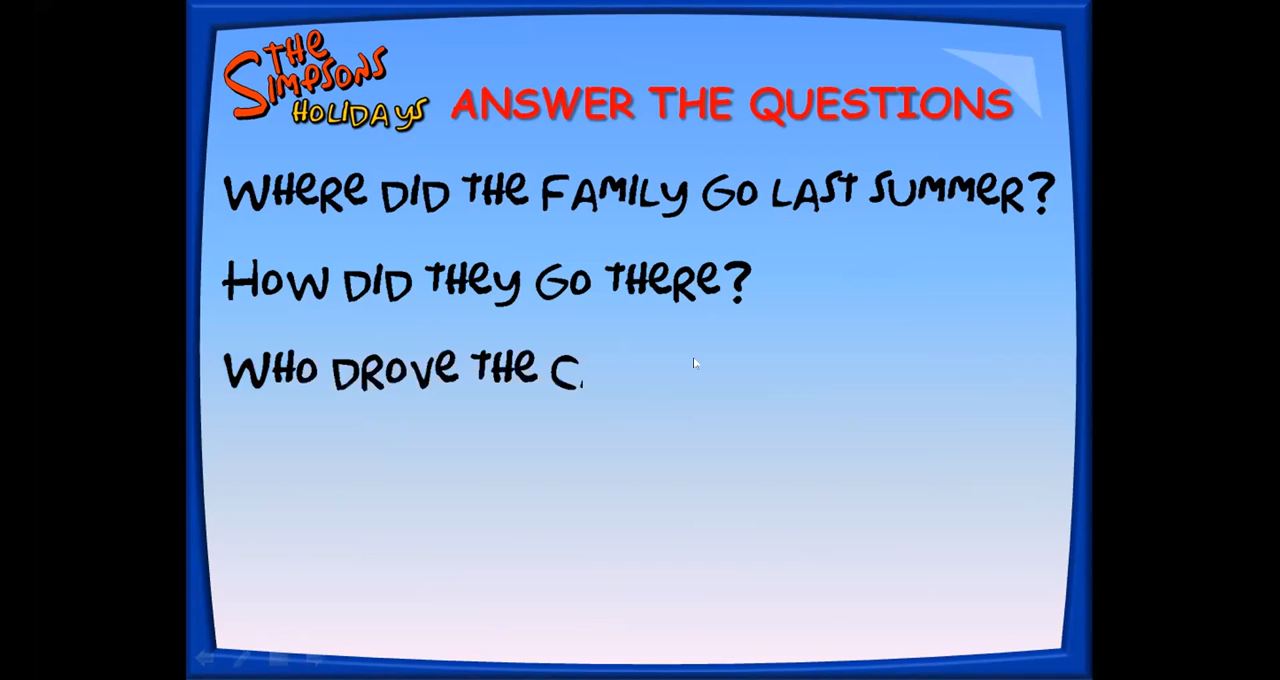 THE
SIMPSONS
HOLIDAYS
ANSWER THE QUESTIONS
WHERE DID THE FAMILY GO LAST SUMMER?
HOW DID THEY GO THERE?
WHO DROVE THE C